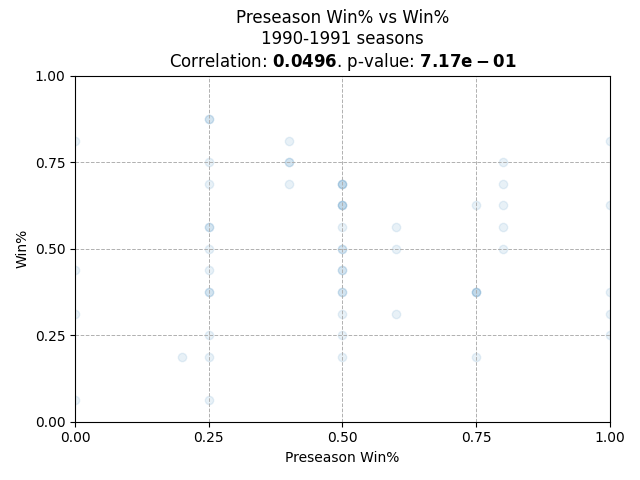 Preseason Win% vs Win%
1990-1991 seasons
Correlation: 0.0496. p-value: 7.17e − 01
1.00
0.75
0.50
0.25
0.00
Win%
0.00 0.25 0.50 0.75 1.00
Preseason Win%